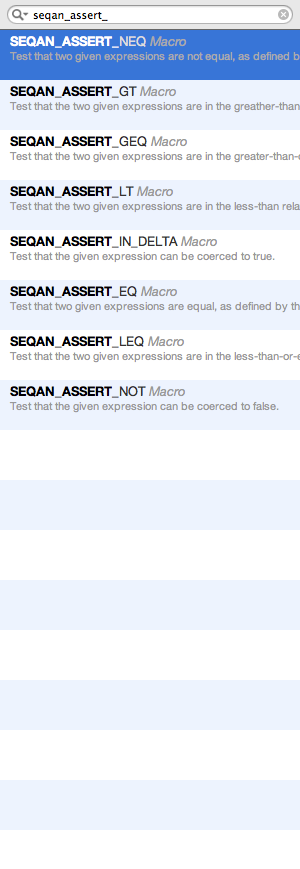 seqan_assert_
SEQAN_ASSERT_NEQ Macro
Test that two given expressions are not equal, as defined b
SEQAN_ASSERT_GT Macro
Test that the two given expressions are in the greather-than
SEQAN_ASSERT_GEQ Macro
Test that the two given expressions are in the greater-than-
SEQAN_ASSERT_LT Macro
Test that the two given expressions are in the less-than rela
SEQAN_ASSERT_IN_DELTA Macro
Test that the given expression can be coerced to true.
SEQAN_ASSERT_EQ Macro
Test that two given expressions are equal, as defined by th
SEQAN_ASSERT_LEQ Macro
Test that the two given expressions are in the less-than-or-e
SEQAN_ASSERT_NOT Macro
Test that the given expression can be coerced to false.